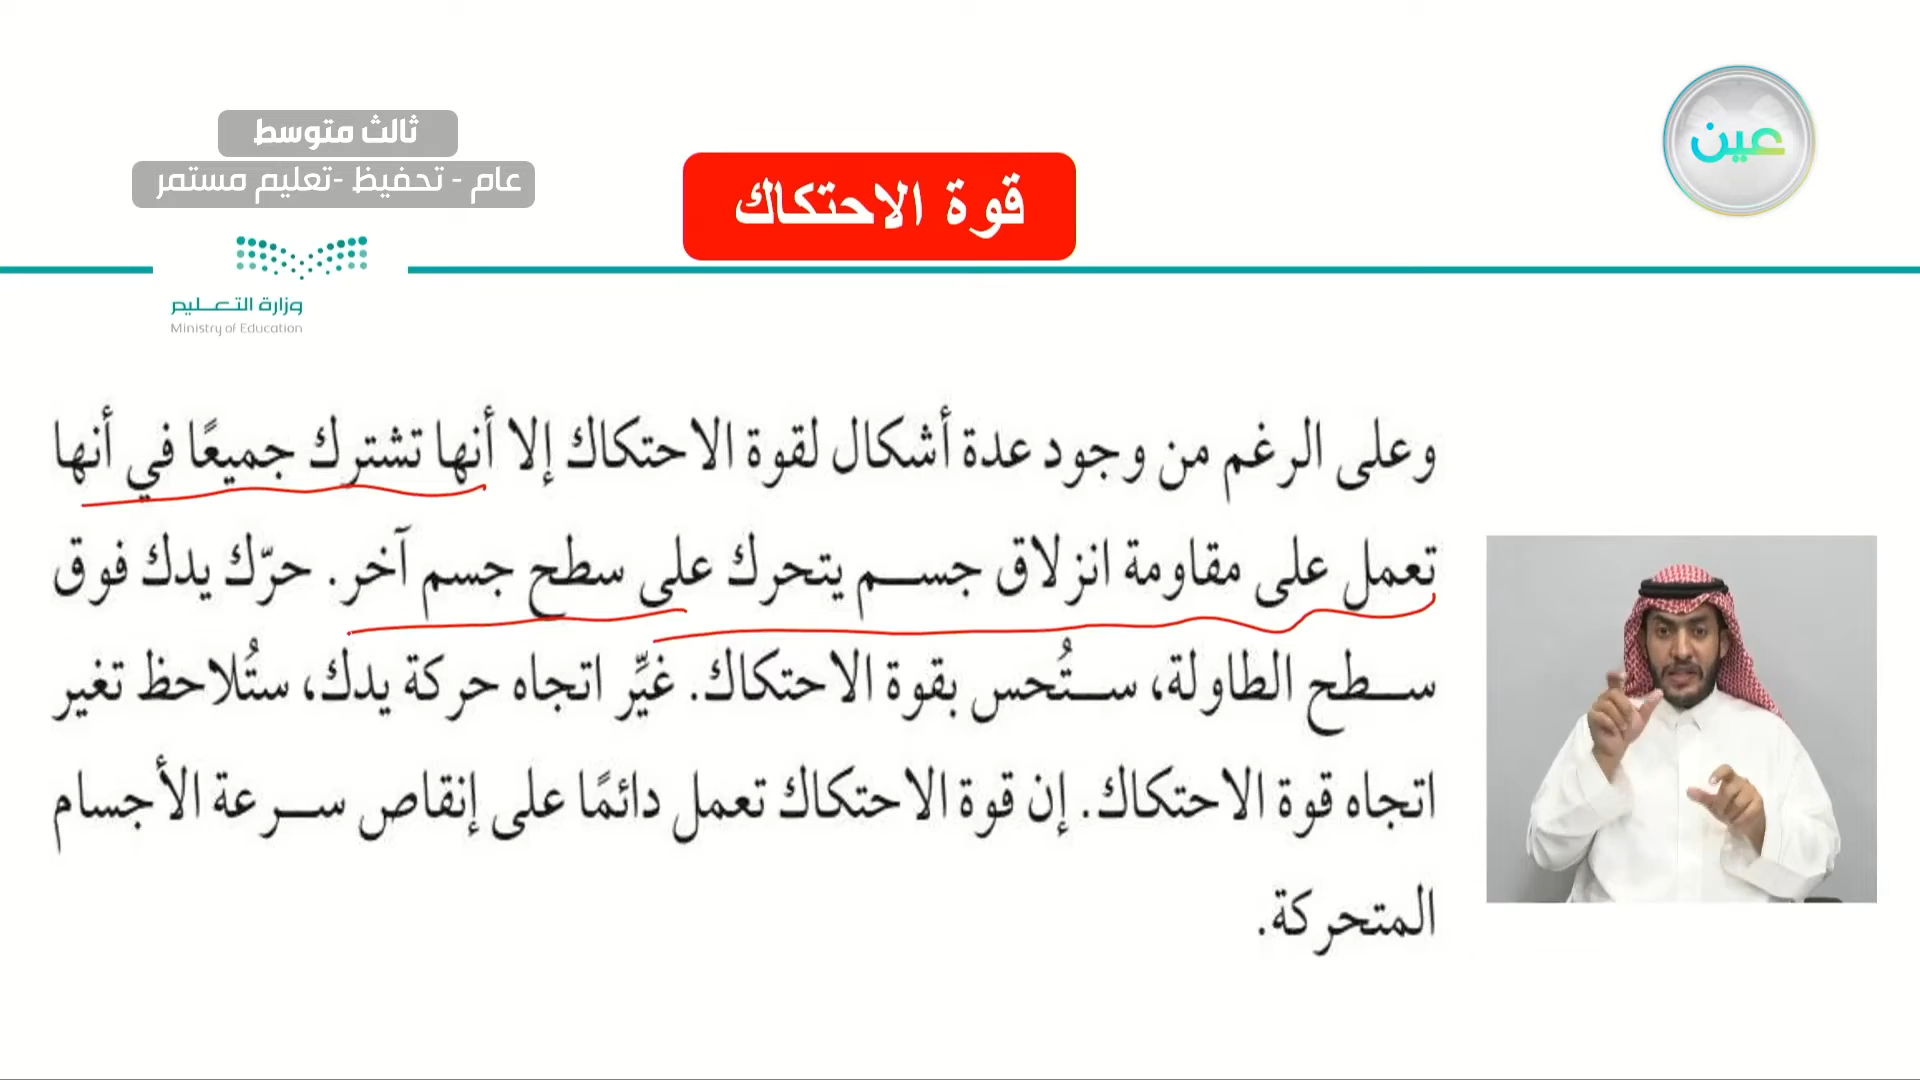 عين
ثالث متوسط
عام - تحفيظ -تعليم مستمر
قوة الاحتكاك
وزارة التعليم
Ministry of Education
وعلى الرغم من وجود عدة أشكال لقوة الاحتكاك إلا أنها تشترك جميعًا في أنها
تعمل على مقاومة انزلاق جسم يتحرك على سطح جسم آخر. حرّك يدك فوق
سطح الطاولة، ستُحس بقوة الاحتكاك. غيِّر اتجاه حركة يدك، ستُلاحظ تغير
اتجاه قوة الاحتكاك. إن قوة الاحتكاك تعمل دائمًا على إنقاص سرعة الأجسام
المتحركة.